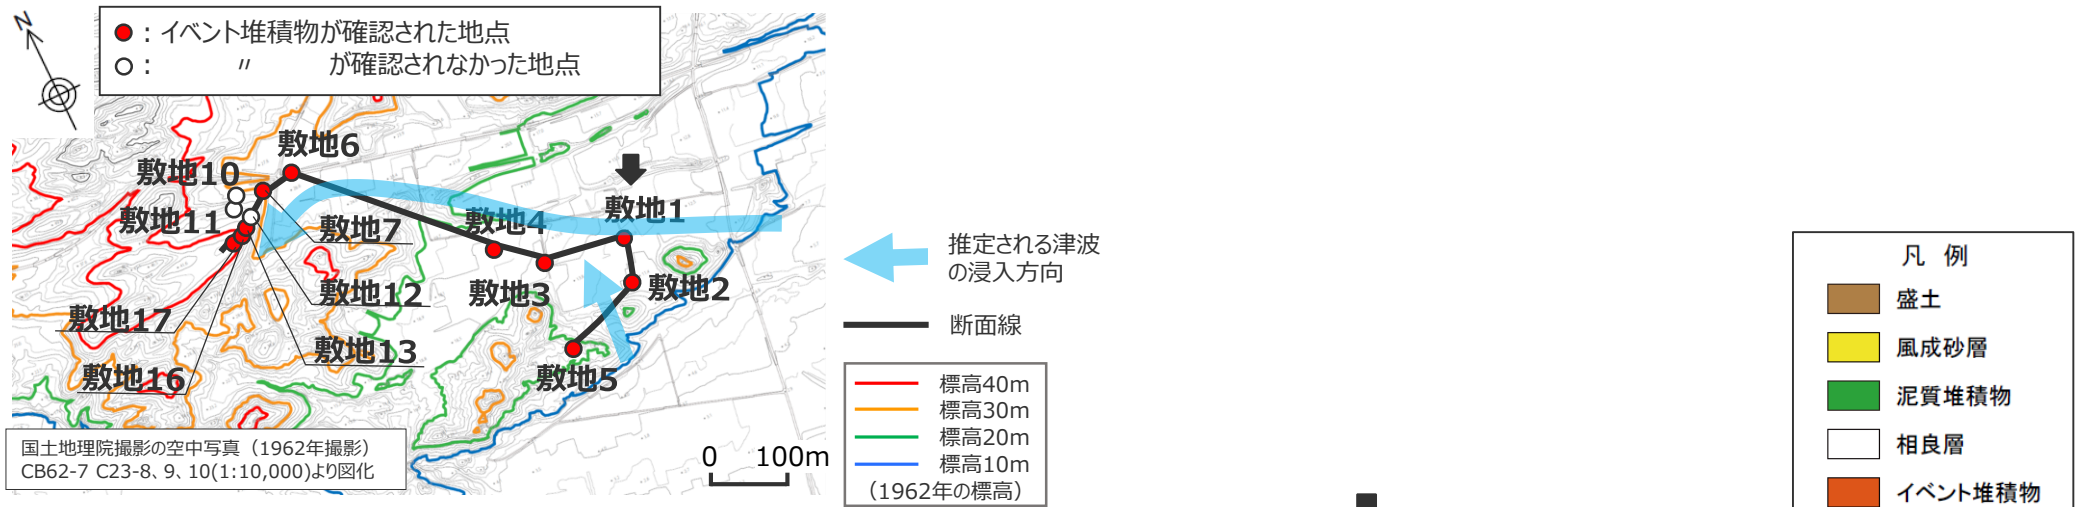 N
● : イベント堆積物が確認された地点
○ : 〃 が確認されなかった地点
敷地6
敷地10
敷地11
敷地7
敷地4
敷地1
敷地12
敷地3
敷地2
敷地17
敷地13
敷地16
敷地5
国土地理院撮影の空中写真（1962年撮影）
CB62-7 C23-8、9、10(1:10,000)より図化
0 100m
推定される津波
の浸入方向
断面線
標高40m
標高30m
標高20m
標高10m
（1962年の標高）
凡 例
盛土
風成砂層
泥質堆積物
相良層
イベント堆積物